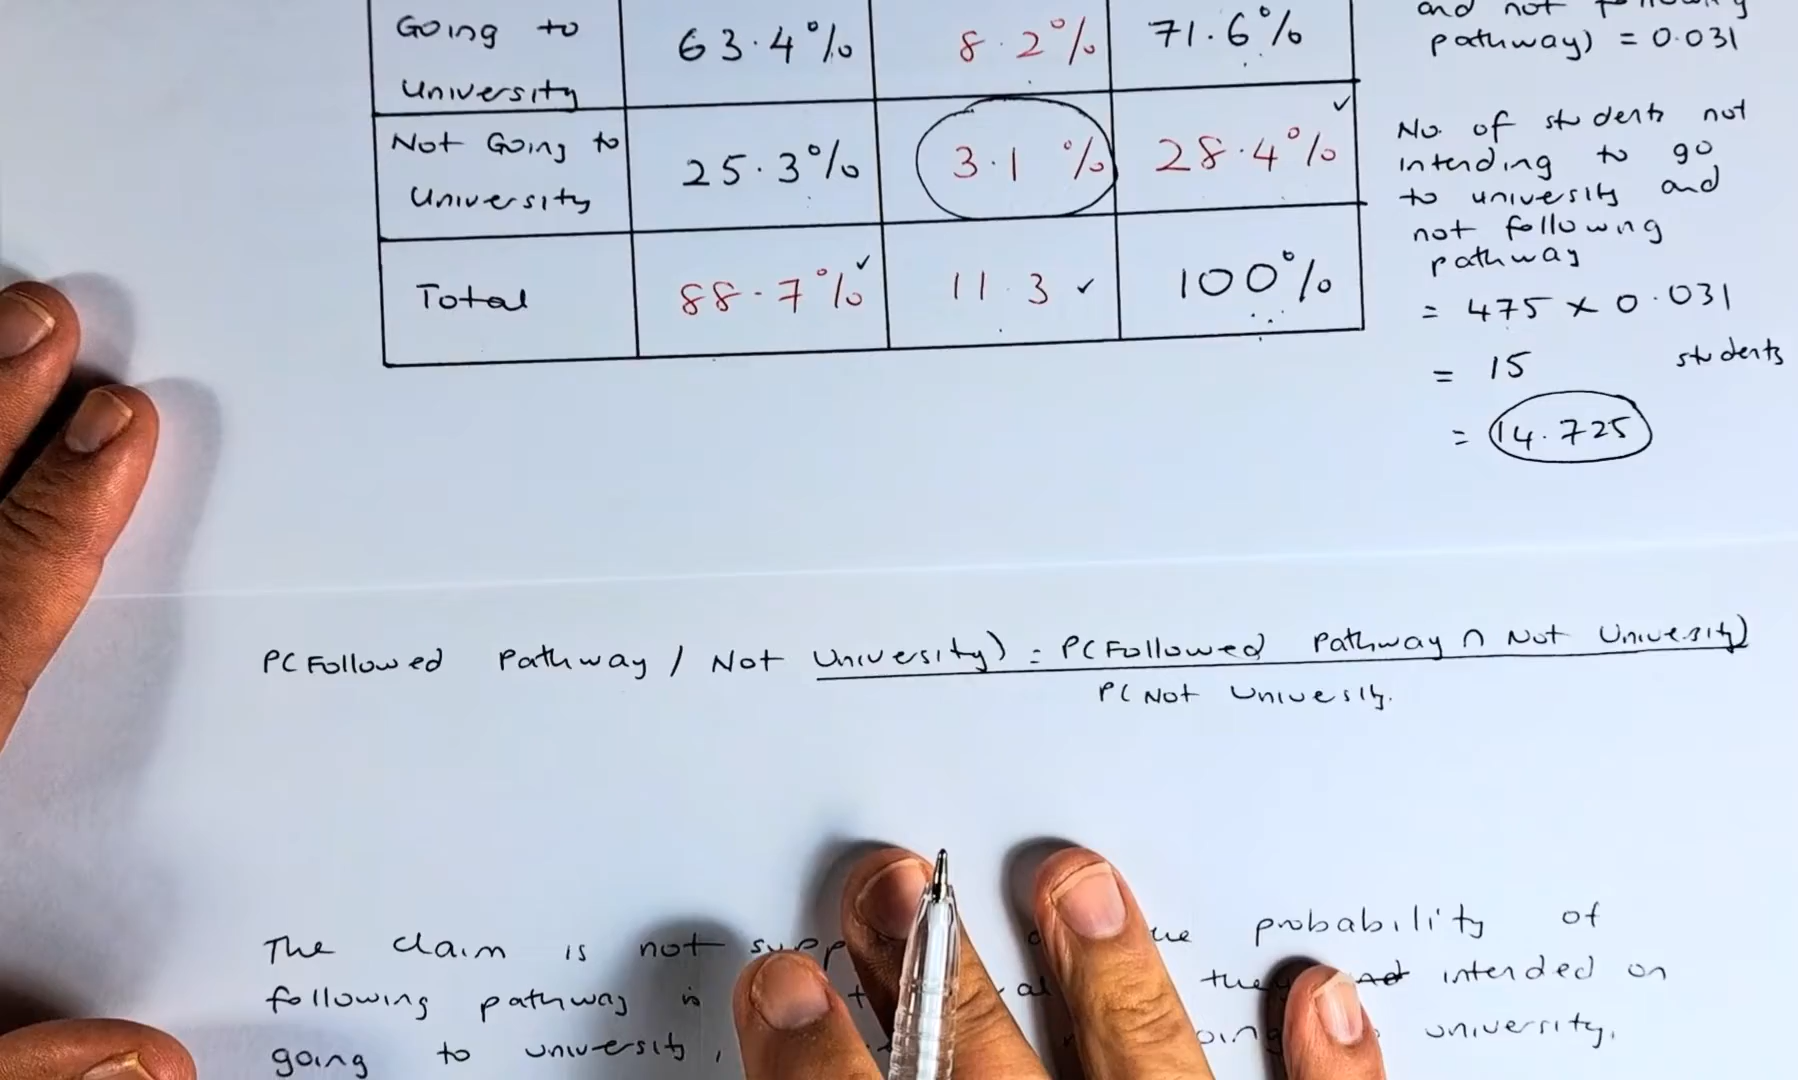 Going to
University
63.4%
8.2%
71.6%
Not Going to
University
25.3%
3.1 %
28.4%
Total
88.7%
11.3
100%
and not
pathway) = 0.031
No. of students not
intending to go
to university and
not following
pathway
= 475 × 0.031
= 15 students
= 14.725
P(Followed Pathway / Not University) = P(Followed Pathway ∩ Not University)
P(Not University.
The claim is not probability of
following pathway is intended on
going to university, university.